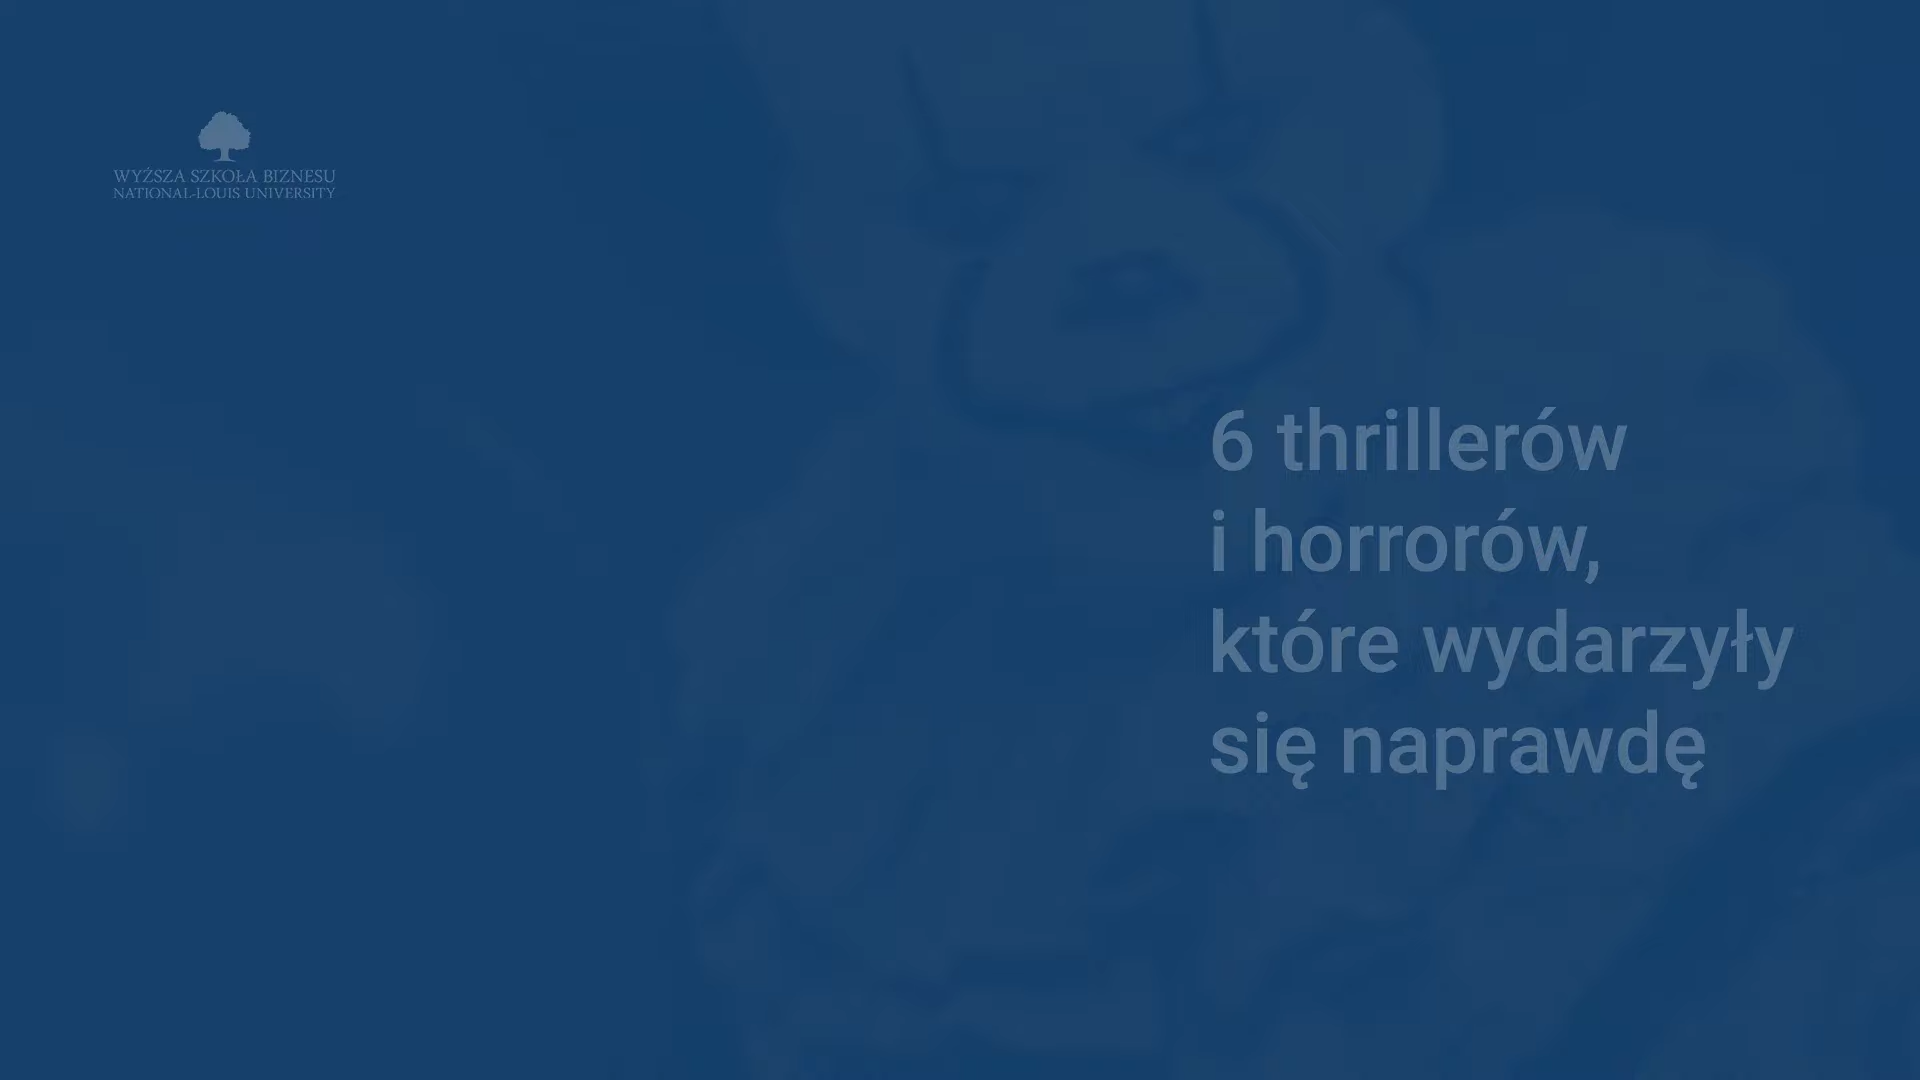 WYŻSZA SZKOŁA BIZNESU
NATIONAL-LOUIS UNIVERSITY
6 thrillerów
i horrorów,
które wydarzyły
się naprawdę